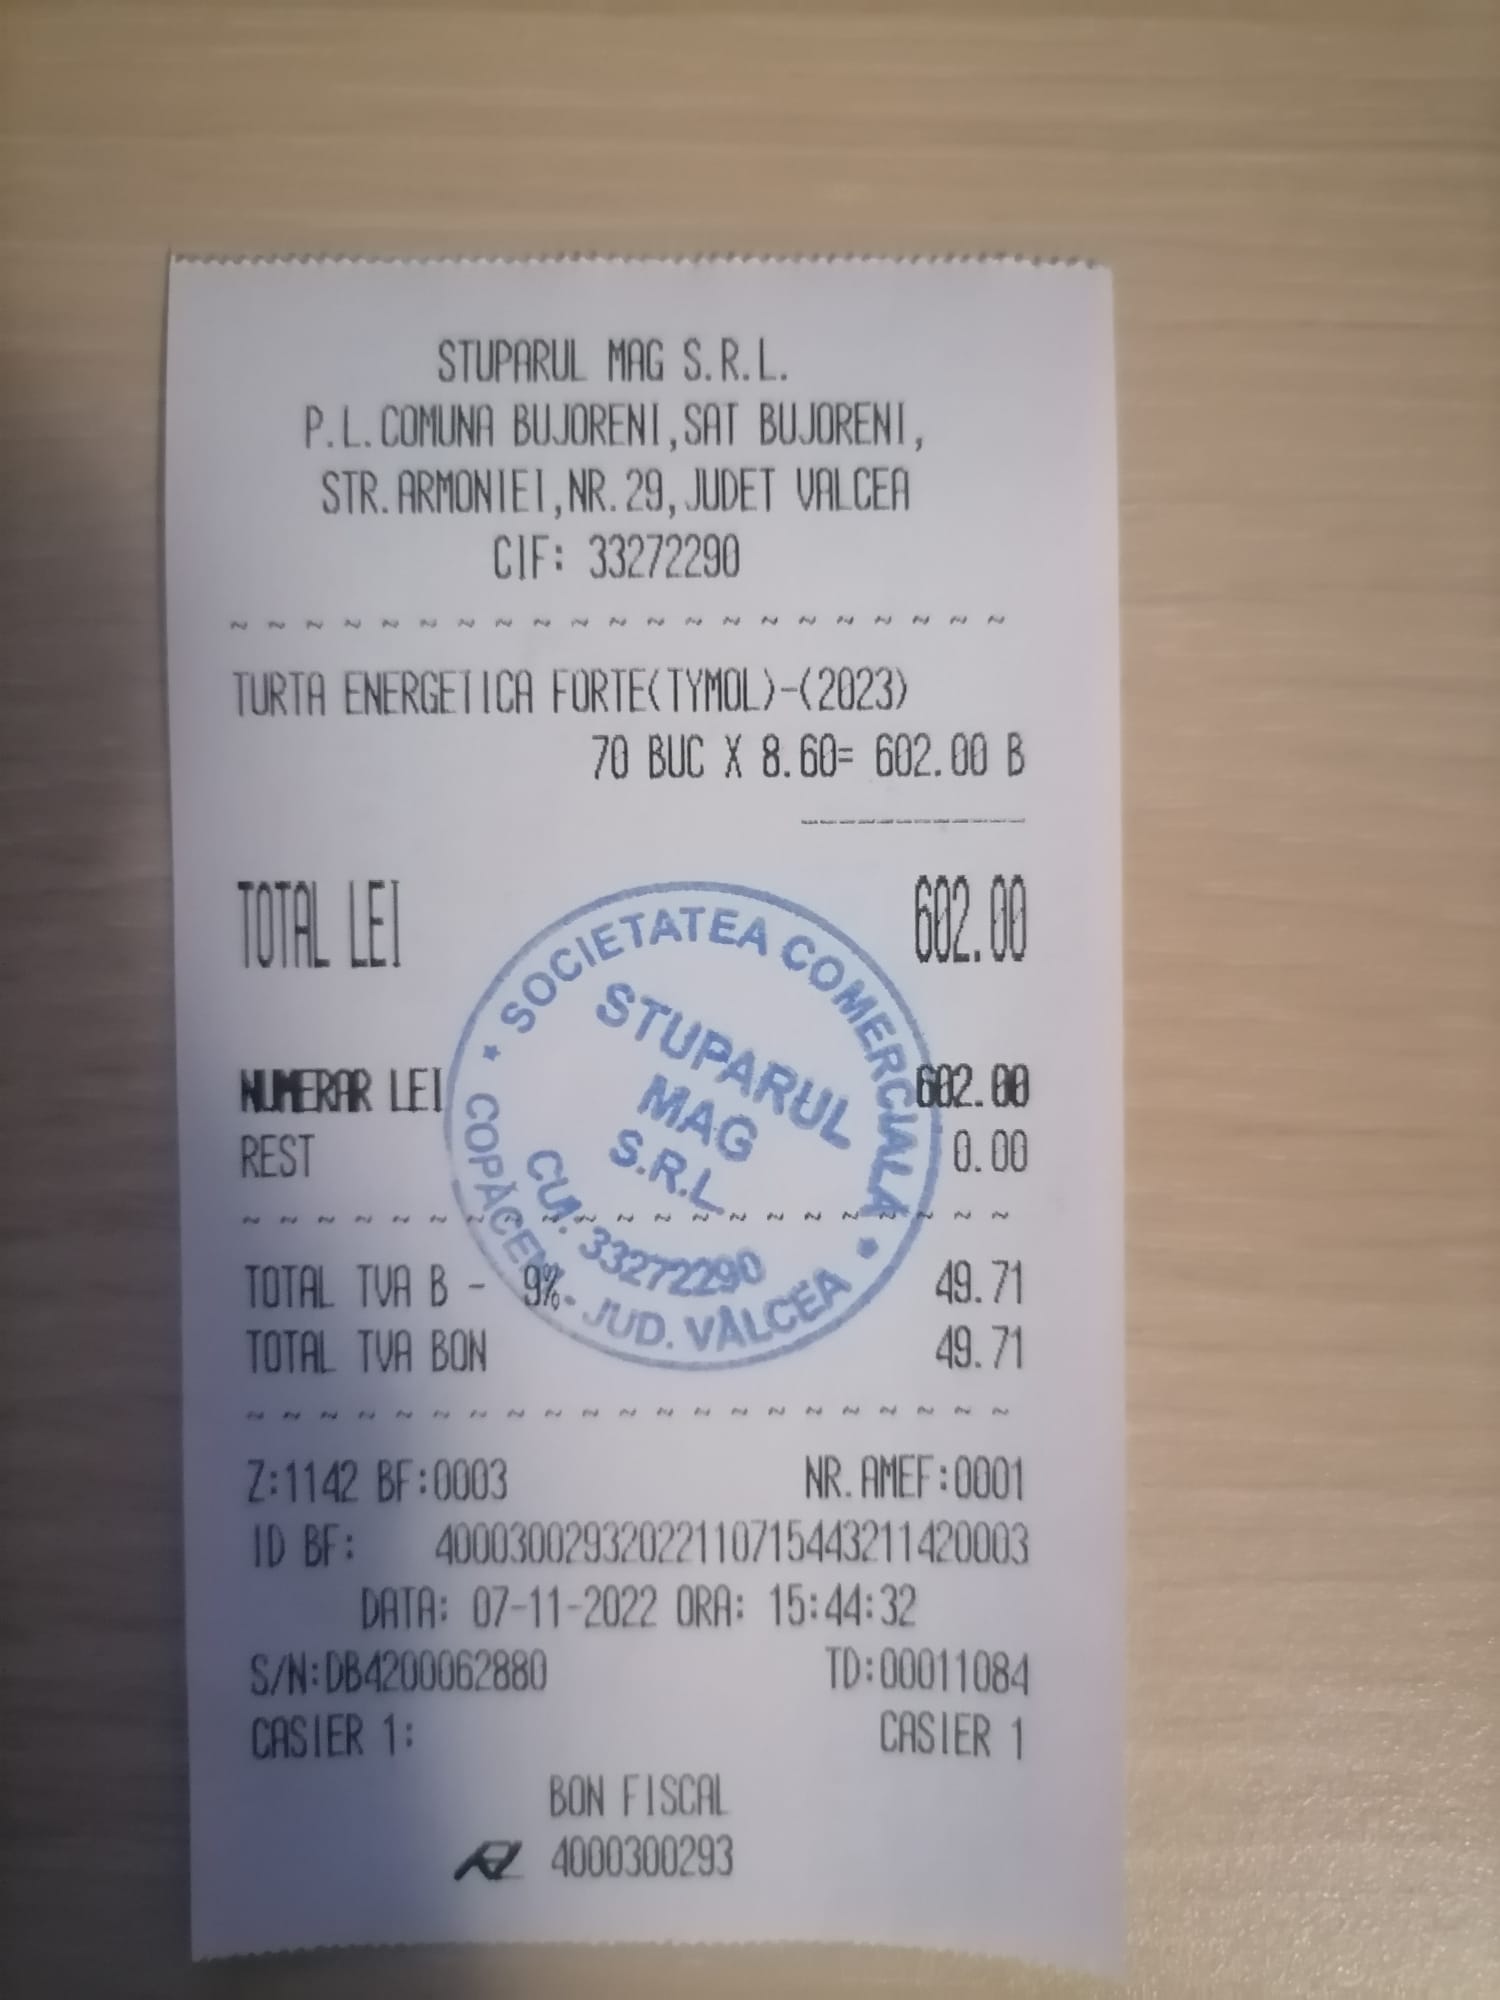 STUPARUL MAG S.R.L.
P.L.COMUNA BUJORENI,SAT BUJORENI,
STR.ARMONIEI,NR.29,JUDET VALCEA
CIF: 33272290
~ ~ ~ ~ ~ ~ ~ ~ ~ ~ ~ ~ ~ ~ ~ ~ ~ ~ ~ ~ ~
TURTA ENERGETICA FORTE(TYMOL)-(2023)
70 BUC X 8.60= 602.00 B
------------
TOTAL LEI 602.00
NUMERAR LEI 602.00
REST 0.00
~ ~ ~ ~ ~ ~ ~ ~ ~ ~ ~ ~ ~ ~ ~ ~ ~ ~ ~ ~ ~
TOTAL TVA B - 9% 49.71
TOTAL TVA BON 49.71
~ ~ ~ ~ ~ ~ ~ ~ ~ ~ ~ ~ ~ ~ ~ ~ ~ ~ ~ ~ ~
Z:1142 BF:0003 NR.AMEF:0001
ID BF: 40003002932022110715443211420003
DATA: 07-11-2022 ORA: 15:44:32
S/N:DB4200062880 TD:00011084
CASIER 1: CASIER 1
BON FISCAL
4000300293
* SOCIETATEA COMERCIALĂ *
STUPARUL
MAG
S.R.L.
CUI: 33272290
COPĂCENI - JUD. VÂLCEA